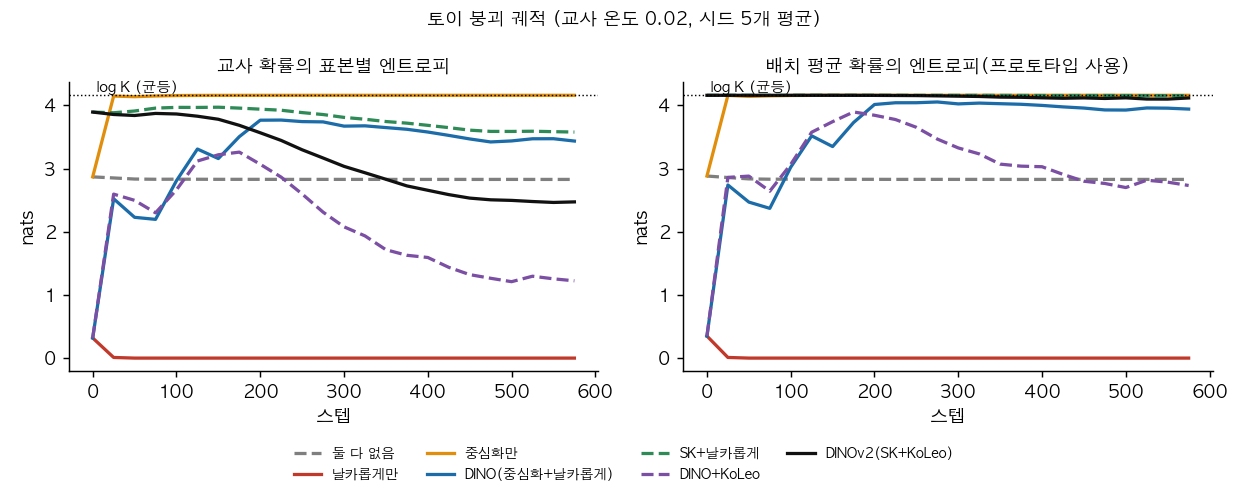 토이 붕괴 궤적 (교사 온도 0.02, 시드 5개 평균)
교사 확률의 표본별 엔트로피
배치 평균 확률의 엔트로피(프로토타입 사용)
log K (균등)
log K (균등)
4
3
2
1
0
nats
4
3
2
1
0
nats
0 100 200 300 400 500 600
0 100 200 300 400 500 600
스텝
스텝
둘 다 없음 중심화만 SK+날카롭게 DINOv2(SK+KoLeo)
날카롭게만 DINO(중심화+날카롭게) DINO+KoLeo